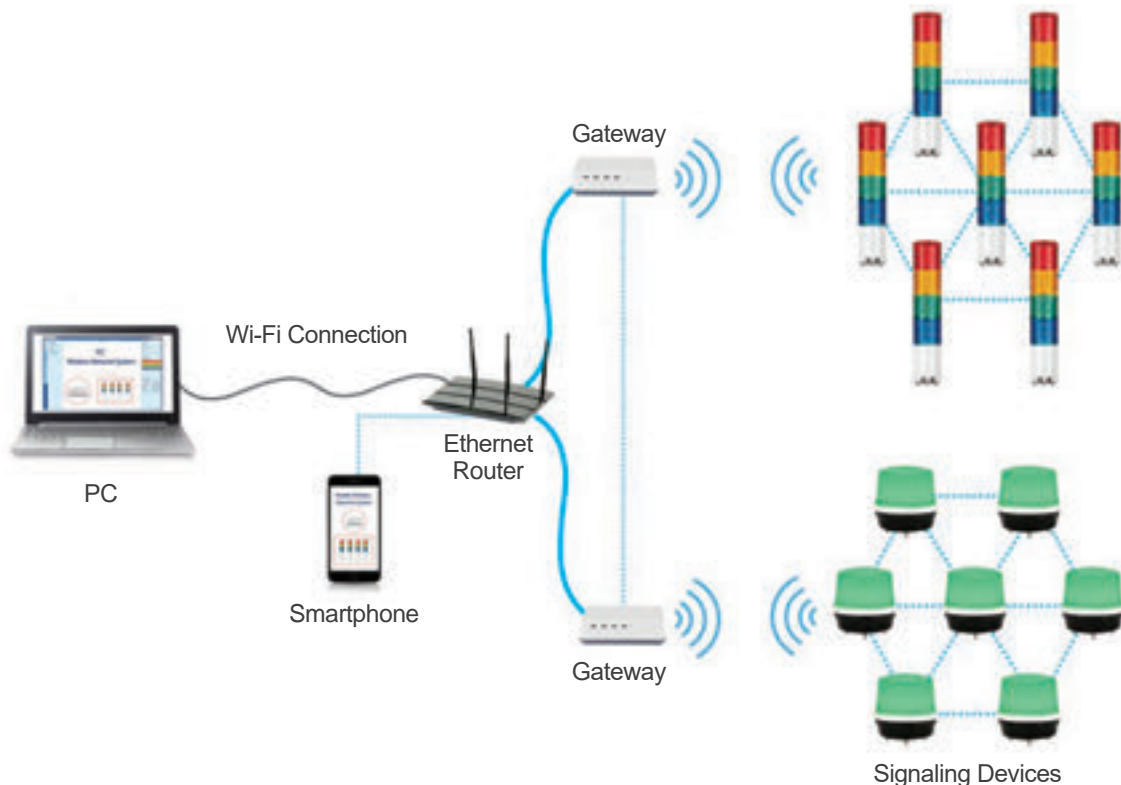 Gateway
Wi-Fi Connection
Ethernet
Router
PC
Smartphone
Gateway
Signaling Devices